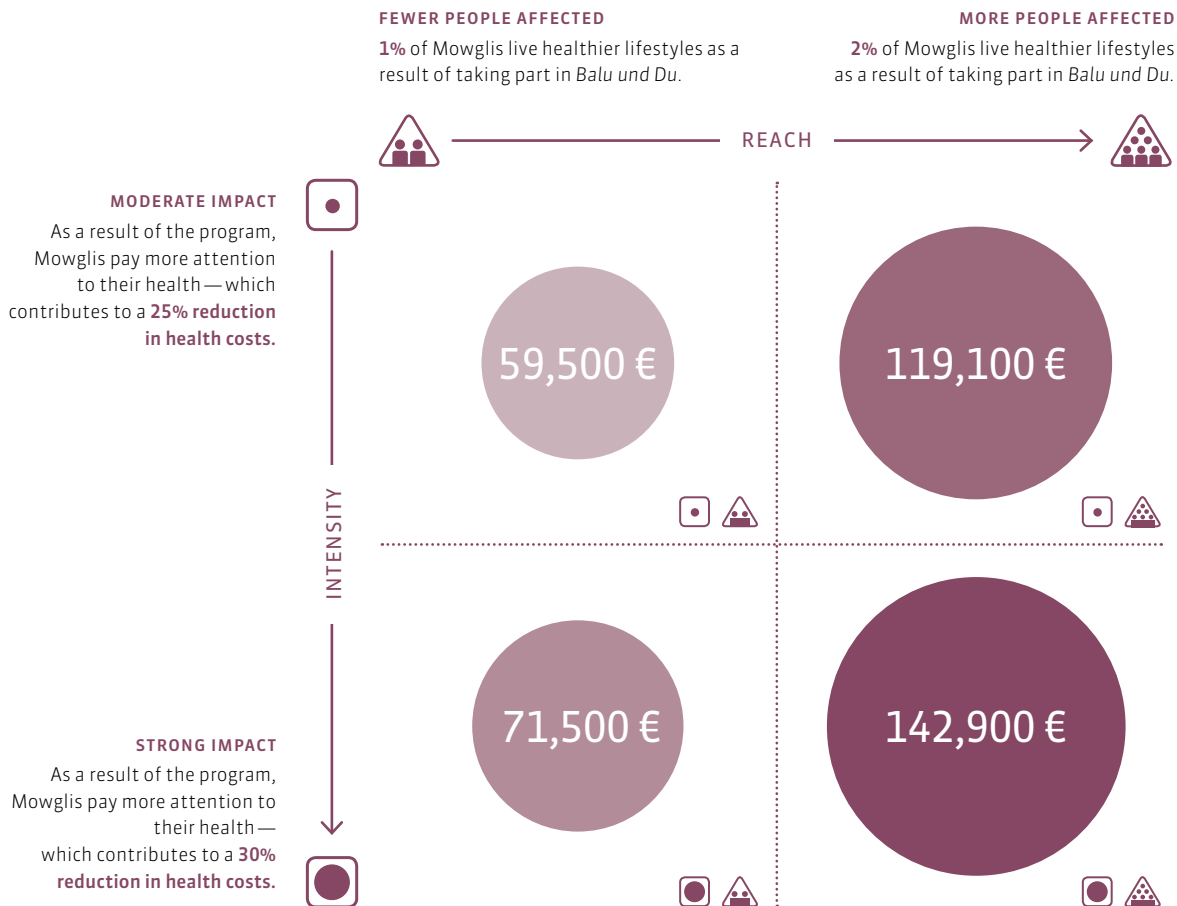 FEWER PEOPLE AFFECTED
1% of Mowglis live healthier lifestyles as a
result of taking part in Balu und Du.
MORE PEOPLE AFFECTED
2% of Mowglis live healthier lifestyles
as a result of taking part in Balu und Du.
REACH
MODERATE IMPACT
As a result of the program,
Mowglis pay more attention
to their health — which
contributes to a 25% reduction
in health costs.
59,500 €
119,100 €
INTENSITY
71,500 €
142,900 €
STRONG IMPACT
As a result of the program,
Mowglis pay more attention to
their health —
which contributes to a 30%
reduction in health costs.